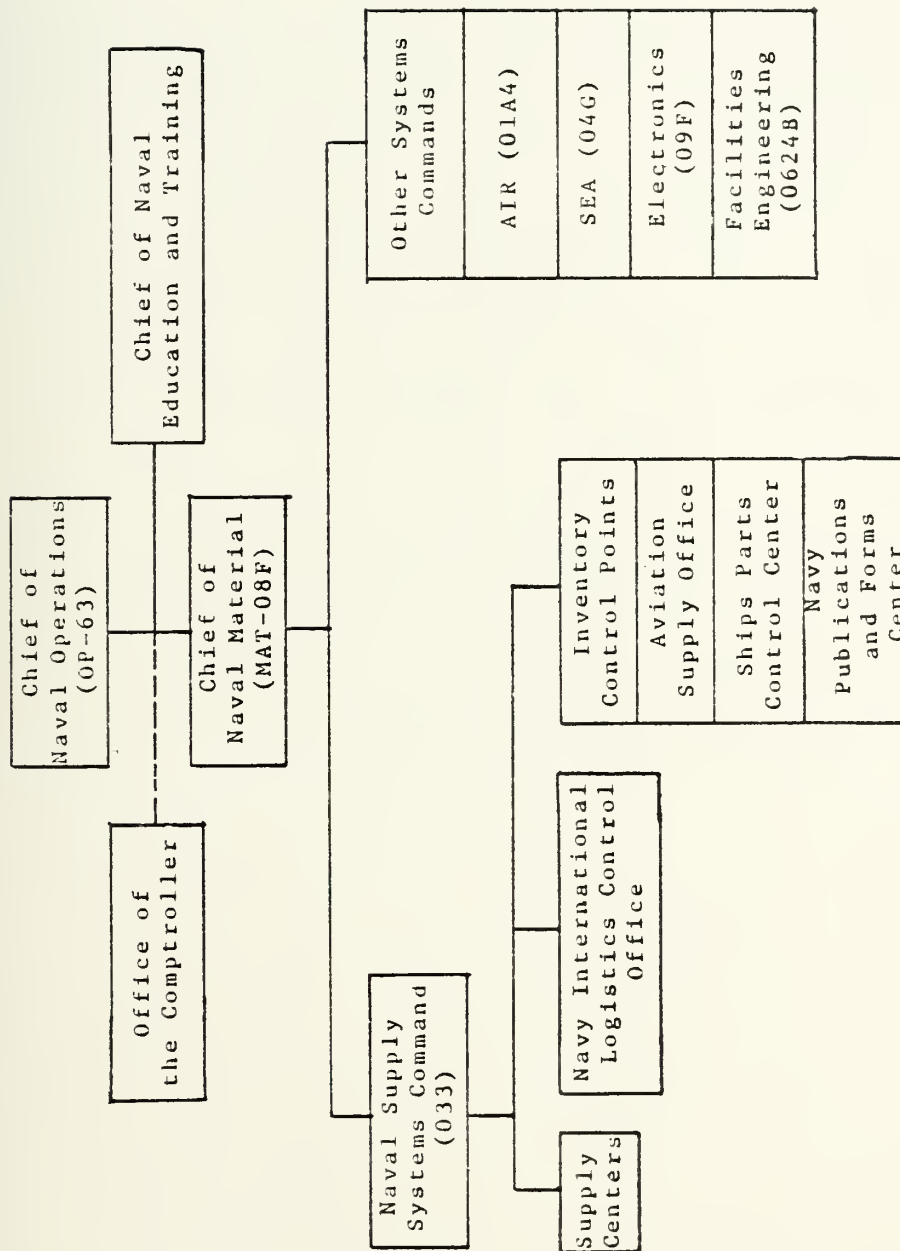 Chief of
Naval Operations
(OP-63)
Office of
the Comptroller
Chief of Naval
Education and Training
Chief of
Naval Material
(MAT-08F)
Naval Supply
Systems Command
(033)
Other Systems
Commands
AIR (01A4)
SEA (04G)
Electronics
(09F)
Facilities
Engineering
(0624B)
Supply
Centers
Navy International
Logistics Control
Office
Inventory
Control Points
Aviation
Supply Office
Ships Parts
Control Center
Navy
Publications
and Forms
Center